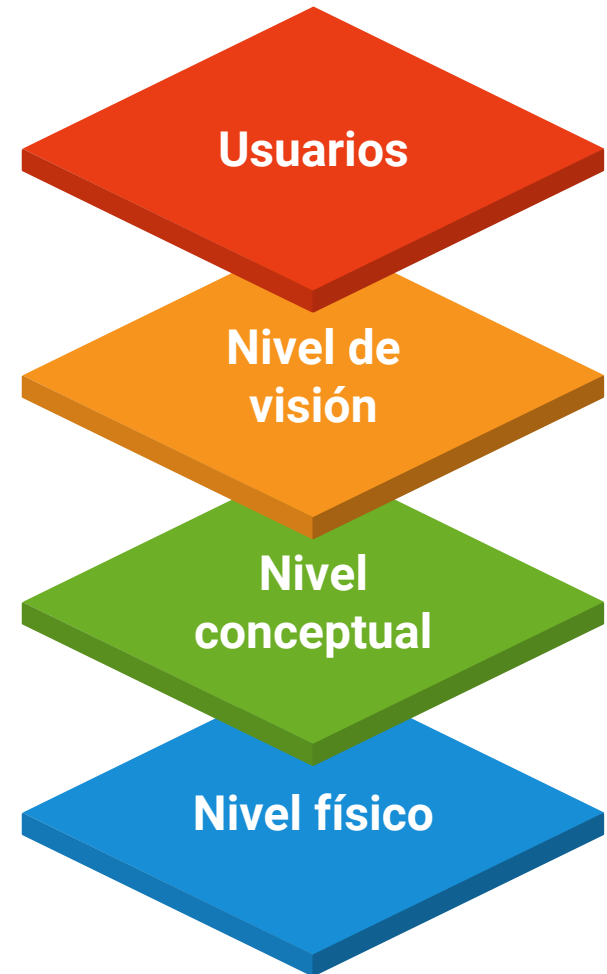 Usuarios
Nivel de
visión
Nivel
conceptual
Nivel físico